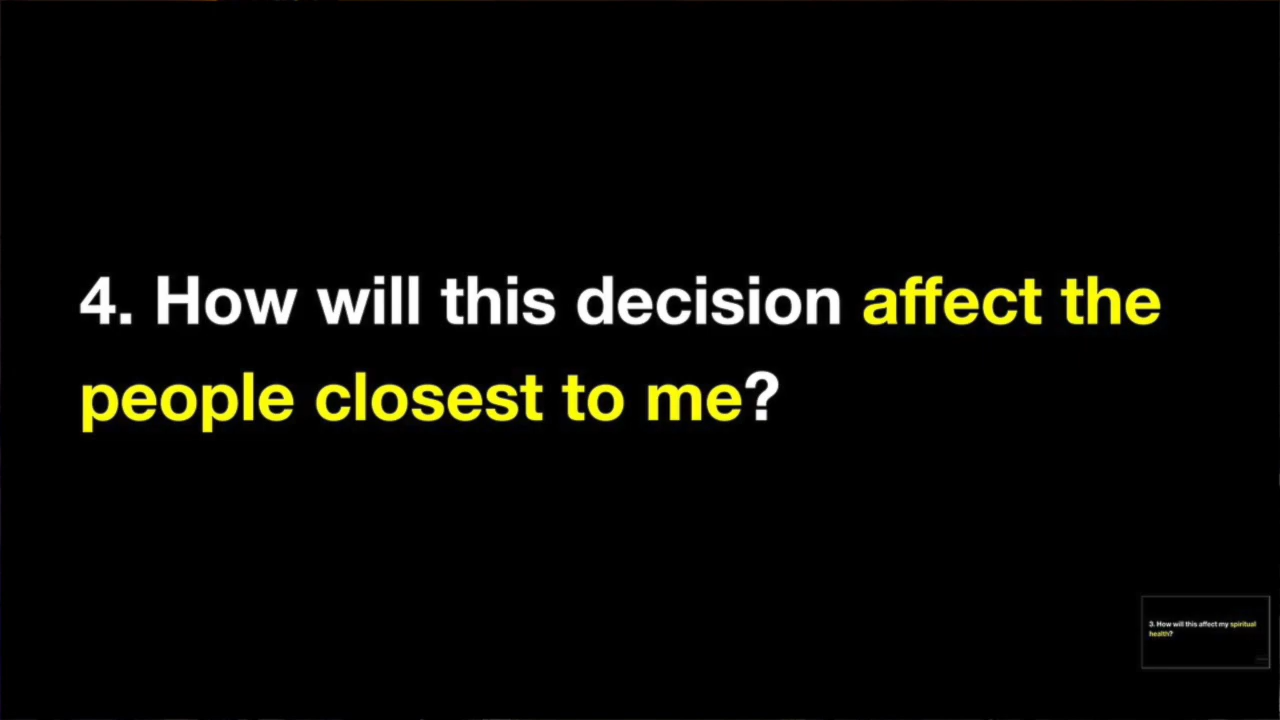 4. How will this decision affect the
people closest to me?
3. How will this affect my spiritual
health?